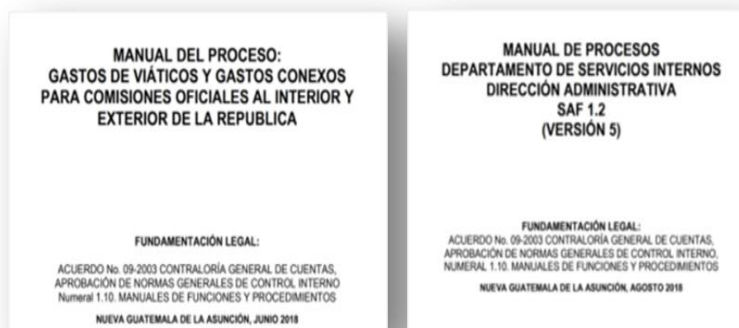 MANUAL DEL PROCESO:
GASTOS DE VIÁTICOS Y GASTOS CONEXOS
PARA COMISIONES OFICIALES AL INTERIOR Y
EXTERIOR DE LA REPUBLICA
FUNDAMENTACIÓN LEGAL:
ACUERDO No. 09-2003 CONTRALORÍA GENERAL DE CUENTAS,
APROBACIÓN DE NORMAS GENERALES DE CONTROL INTERNO
Numeral 1.10. MANUALES DE FUNCIONES Y PROCEDIMIENTOS
NUEVA GUATEMALA DE LA ASUNCIÓN, JUNIO 2018
MANUAL DE PROCESOS
DEPARTAMENTO DE SERVICIOS INTERNOS
DIRECCIÓN ADMINISTRATIVA
SAF 1.2
(VERSIÓN 5)
FUNDAMENTACIÓN LEGAL:
ACUERDO No. 09-2003 CONTRALORÍA GENERAL DE CUENTAS,
APROBACIÓN DE NORMAS GENERALES DE CONTROL INTERNO,
NUMERAL 1.10. MANUALES DE FUNCIONES Y PROCEDIMIENTOS
NUEVA GUATEMALA DE LA ASUNCIÓN, AGOSTO 2018